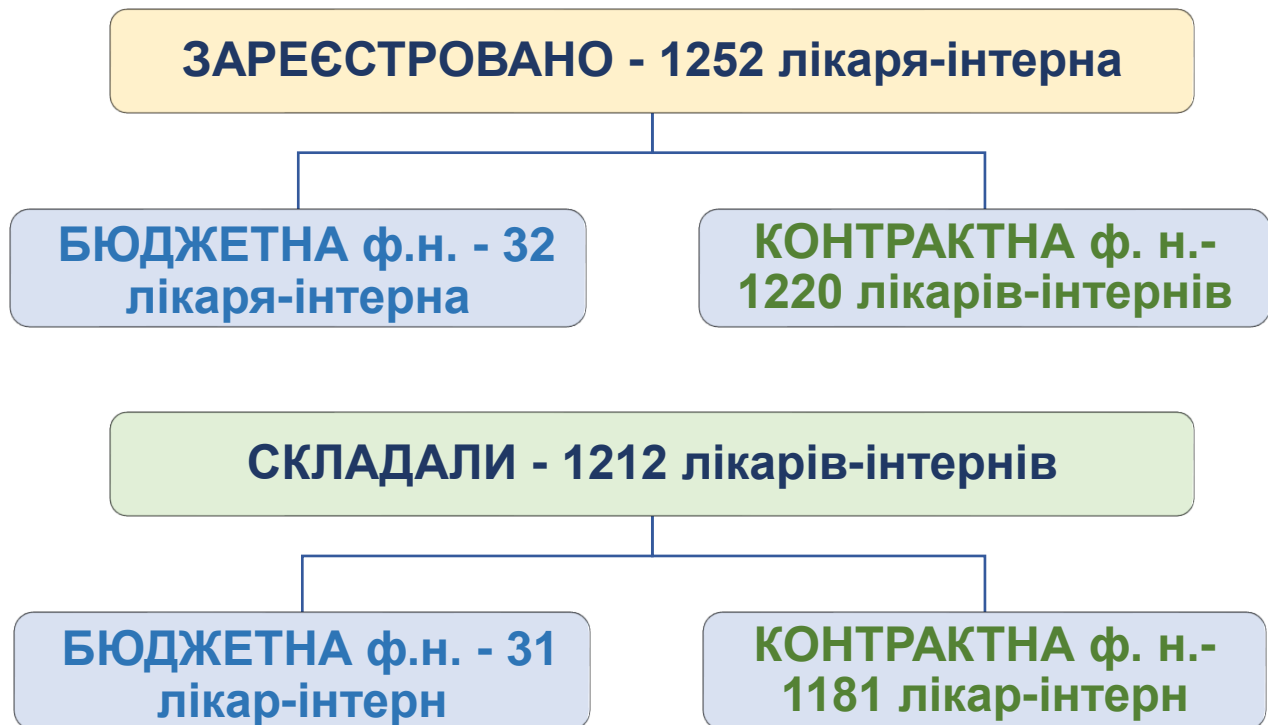 ЗАРЕЄСТРОВАНО - 1252 лікаря-інтерна
БЮДЖЕТНА ф.н. - 32
лікаря-інтерна
КОНТРАКТНА ф. н.-
1220 лікарів-інтернів
СКЛАДАЛИ - 1212 лікарів-інтернів
БЮДЖЕТНА ф.н. - 31
лікар-інтерн
КОНТРАКТНА ф. н.-
1181 лікар-інтерн